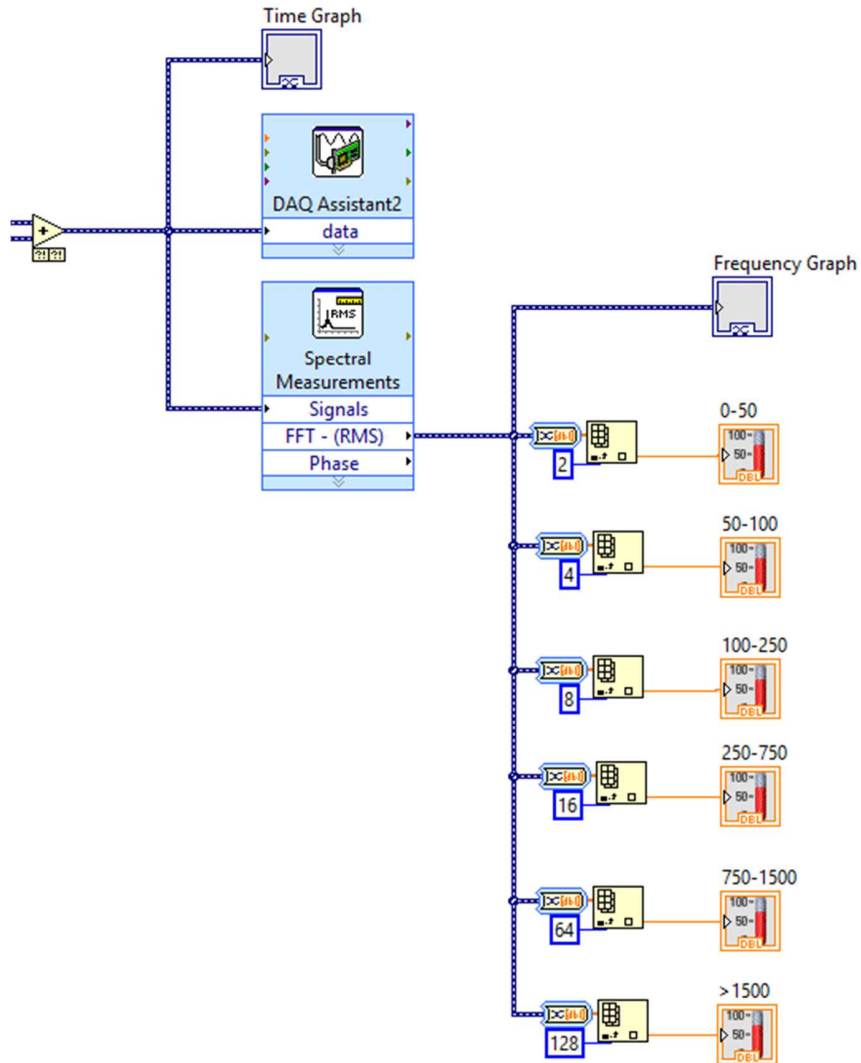 Time Graph
DAQ Assistant2
data
+
?! ?!
Frequency Graph
RMS
Spectral
Measurements
Signals
FFT - (RMS)
Phase
0-50
2
100
50
DBL
50-100
4
100
50
DBL
100-250
8
100
50
DBL
250-750
16
100
50
DBL
750-1500
64
100
50
DBL
>1500
128
100
50
DBL